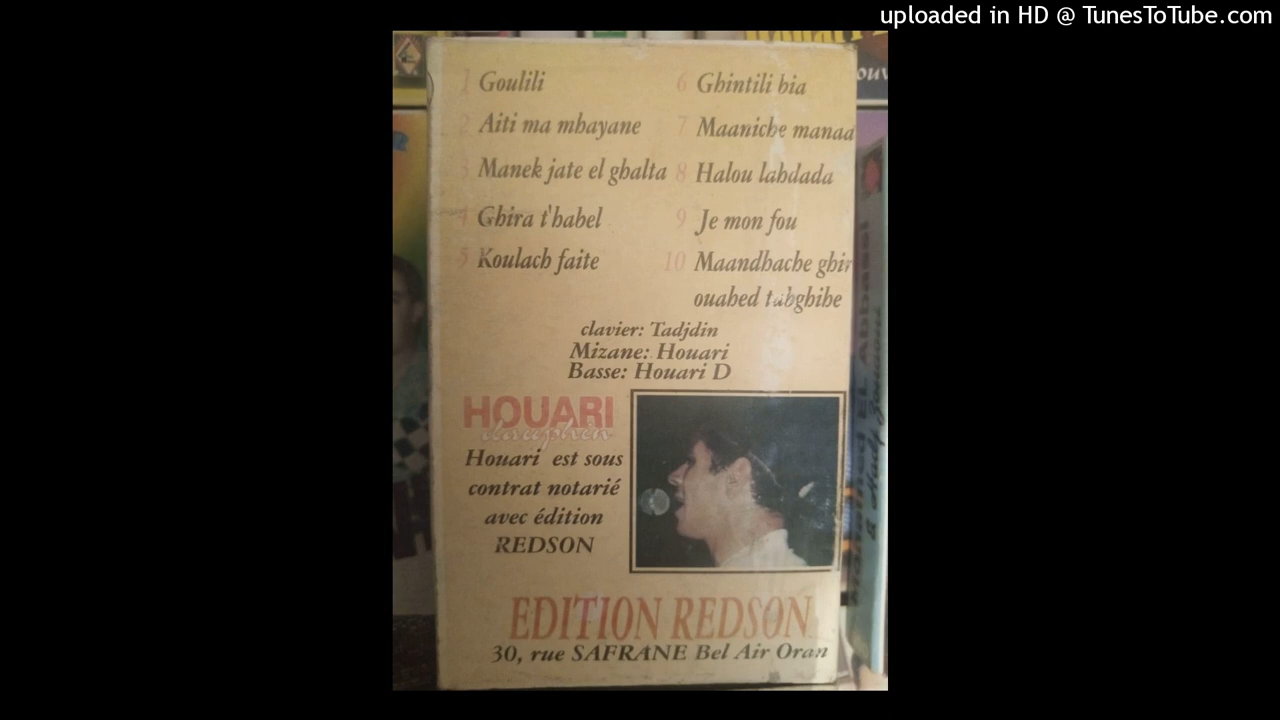 uploaded in HD @ TunesToTube.com
1 Goulili
2 Aiti ma mhayane
3 Manek jate el ghalta
4 Ghira t'habel
5 Koulach faite
6 Ghintili bia
7 Maaniche manaa
8 Halou lahdada
9 Je mon fou
10 Maandhache ghir
ouahed tabghihe
clavier: Tadjdin
Mizane: Houari
Basse: Houari D
HOUARI
dauphin
Houari est sous
contrat notarié
avec édition
REDSON
EDITION REDSON
30, rue SAFRANE Bel Air Oran